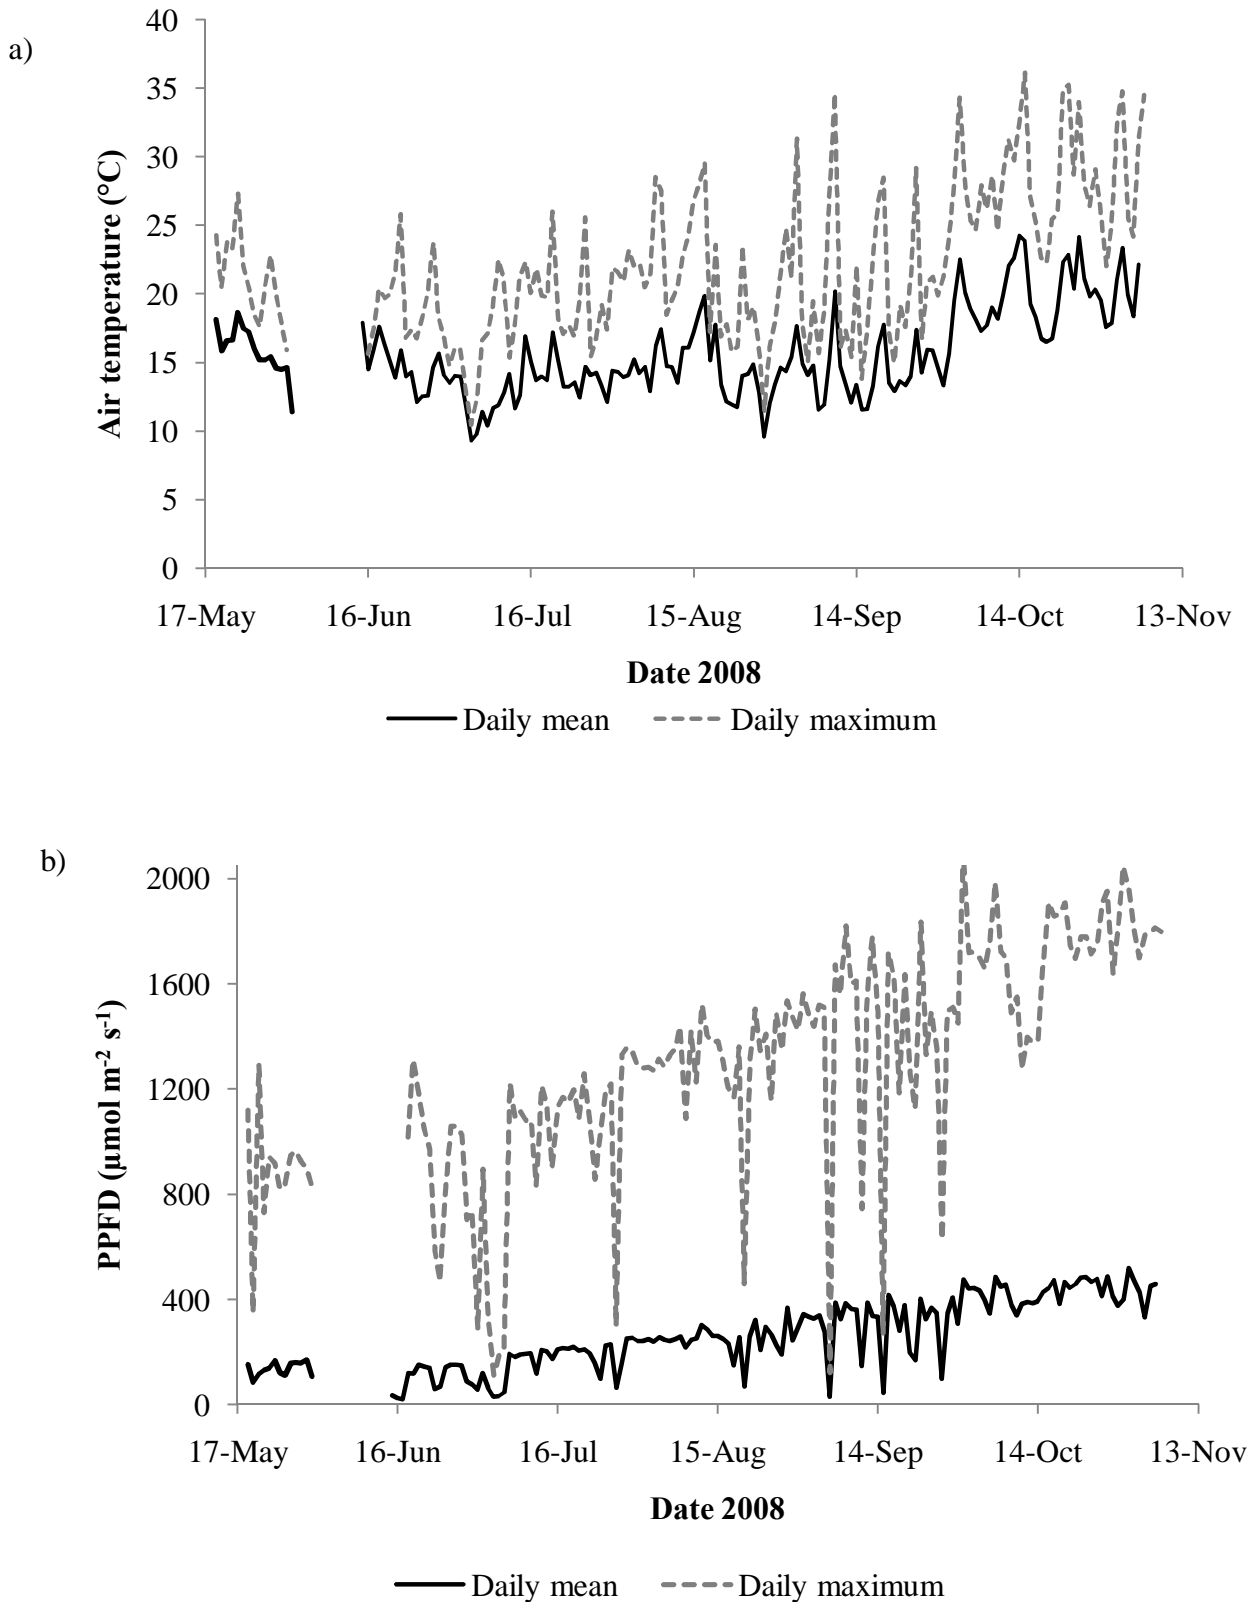 a)
40
35
30
25
20
15
10
5
0
Air temperature (°C)
17-May 16-Jun 16-Jul 15-Aug 14-Sep 14-Oct 13-Nov
Date 2008
Daily mean Daily maximum
b)
2000
1600
1200
800
400
0
PPFD (µmol m⁻² s⁻¹)
17-May 16-Jun 16-Jul 15-Aug 14-Sep 14-Oct 13-Nov
Date 2008
Daily mean Daily maximum